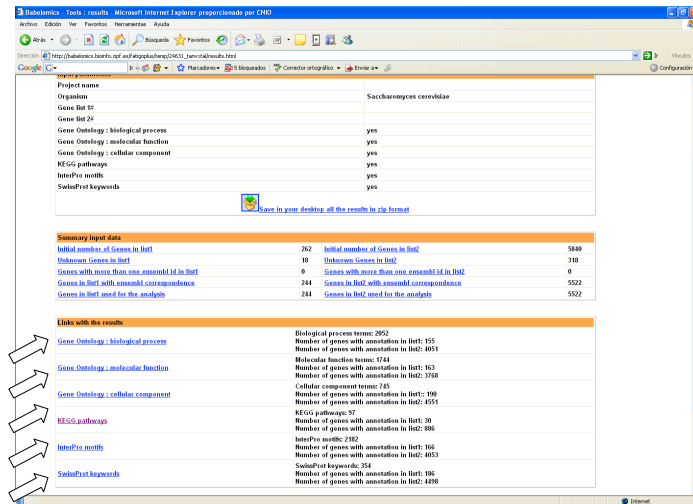 Babelomics - Tools : results - Microsoft Internet Explorer proporcionado por CNIO
Archivo Edición Ver Favoritos Herramientas Ayuda
Atrás Búsqueda Favoritos
Dirección http://babelomics.bioinfo.cipf.es/fatigoplus/temp/24631_tanvstal/results.html Ir Vínculos
Google G Ir Marcadores 5 bloqueados Corrector ortográfico Enviar a Configuración
Input parameters
Project name
Organism Saccharomyces cerevisiae
Gene list 1#
Gene list 2#
Gene Ontology : biological process yes
Gene Ontology : molecular function yes
Gene Ontology : cellular component yes
KEGG pathways yes
InterPro motifs yes
SwissProt keywords yes
Save in your desktop all the results in zip format
Summary input data
Initial number of Genes in list1 262 Initial number of Genes in list2 5840
Unknown Genes in list1 18 Unknown Genes in list2 318
Genes with more than one ensembl id in list1 0 Genes with more than one ensembl id in list2 0
Genes in list1 with ensembl correspondence 244 Genes in list2 with ensembl correspondence 5522
Genes in list1 used for the analysis 244 Genes in list2 used for the analysis 5522
Links with the results
Gene Ontology : biological process
Biological process terms: 2052
Number of genes with annotation in list1: 155
Number of genes with annotation in list2: 4051
Gene Ontology : molecular function
Molecular function terms: 1744
Number of genes with annotation in list1: 163
Number of genes with annotation in list2: 3768
Gene Ontology : cellular component
Cellular component terms: 745
Number of genes with annotation in list1:: 190
Number of genes with annotation in list2: 4551
KEGG pathways
KEGG pathways: 97
Number of genes with annotation in list1: 30
Number of genes with annotation in list2: 886
InterPro motifs
InterPro motifs: 2182
Number of genes with annotation in list1: 166
Number of genes with annotation in list2: 4053
SwissProt keywords
SwissProt keywords: 354
Number of genes with annotation in list1: 186
Number of genes with annotation in list2: 4498
Internet